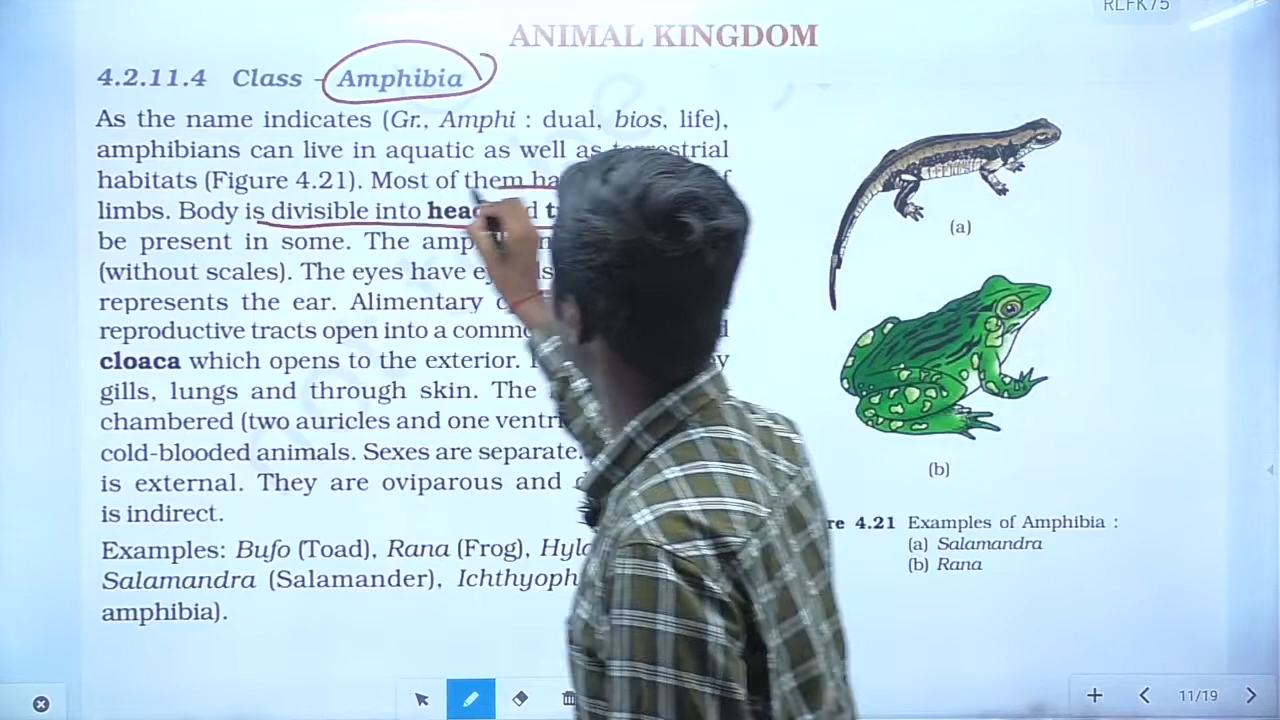 RLFK75
ANIMAL KINGDOM
4.2.11.4 Class - Amphibia
As the name indicates (Gr., Amphi : dual, bios, life),
amphibians can live in aquatic as well as
habitats (Figure 4.21). Most of them
limbs. Body is divisible into
be present in some. The
(without scales). The eyes have
represents the ear. Alimentary
reproductive tracts open into a
cloaca which opens to the exterior.
gills, lungs and through skin. The
chambered (two auricles and one
cold-blooded animals. Sexes are separate.
is external. They are oviparous and
is indirect.
Examples: Bufo (Toad), Rana (Frog),
Salamandra (Salamander),
amphibia).
(a)
(b)
4.21 Examples of Amphibia :
(a) Salamandra
(b) Rana
11/19